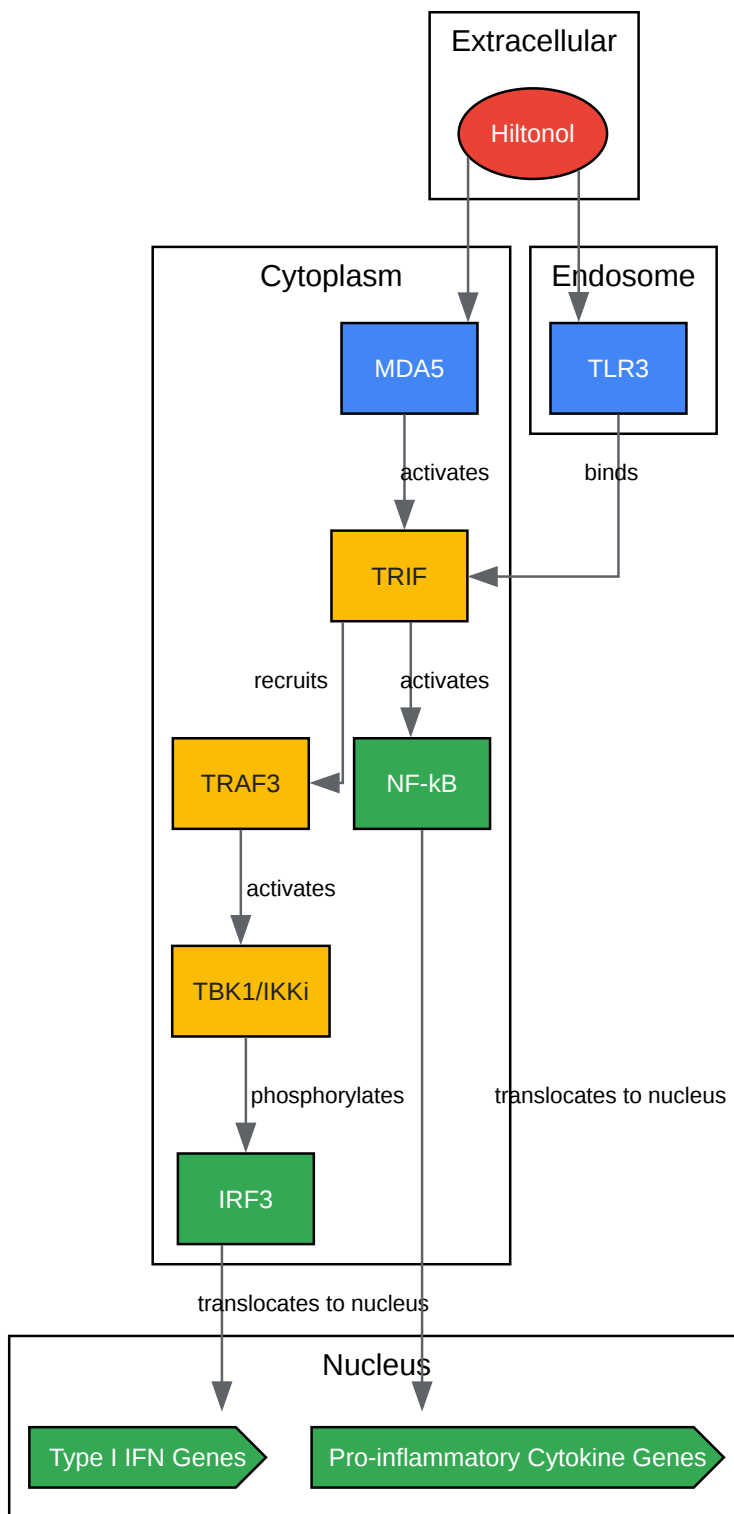 Extracellular
Hiltonol
Cytoplasm
Endosome
MDA5
TLR3
activates
binds
TRIF
recruits
activates
TRAF3
NF-kB
activates
TBK1/IKKi
phosphorylates
translocates to nucleus
IRF3
translocates to nucleus
Nucleus
Type I IFN Genes
Pro-inflammatory Cytokine Genes